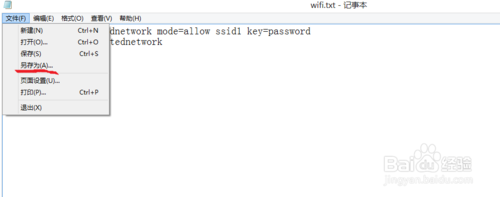 wifi.txt - 记事本
文件(F) 编辑(E) 格式(O) 查看(V) 帮助(H)
新建(N) Ctrl+N
打开(O)... Ctrl+O
保存(S) Ctrl+S
另存为(A)...
页面设置(U)...
打印(P)... Ctrl+P
退出(X)
dnetwork mode=allow ssid1 key=password
tednetwork
Baidu 经验
jingyan.baidu.com